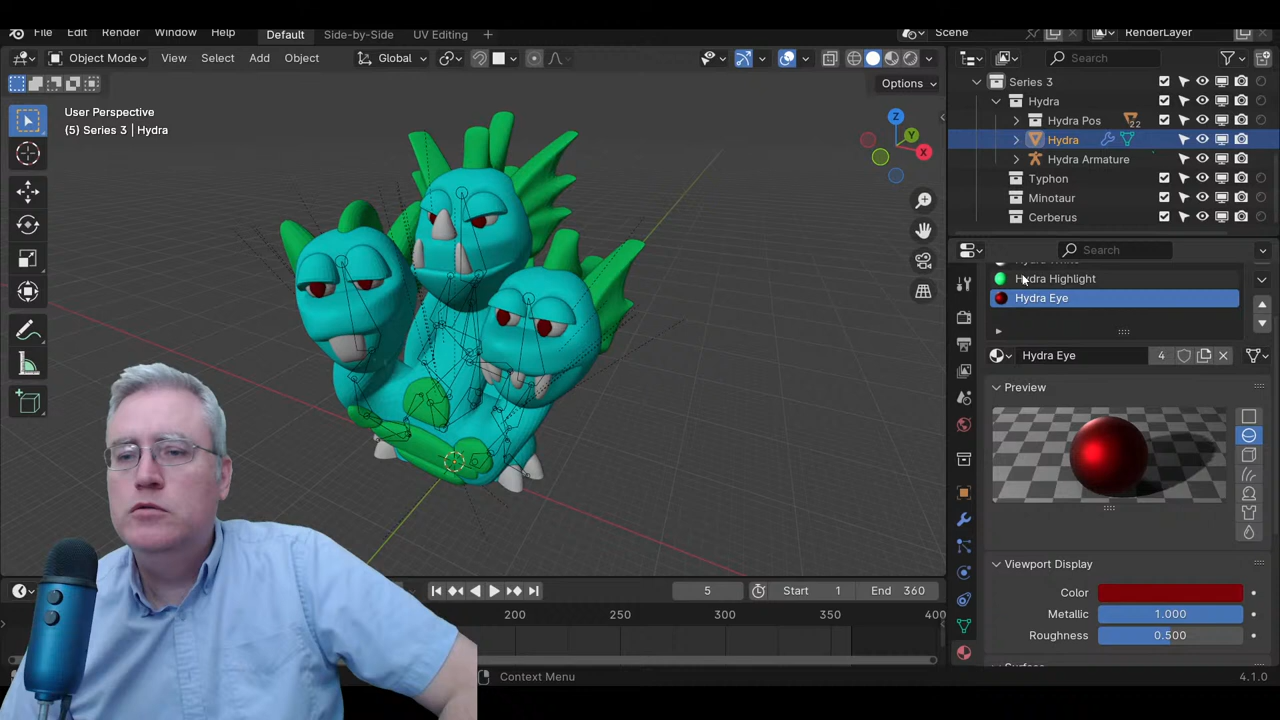 File Edit Render Window Help Default Side-by-Side UV Editing + Scene RenderLayer
Object Mode View Select Add Object Global Search
Options
User Perspective
(5) Series 3 | Hydra
Z
Y
X
Series 3
Hydra
Hydra Pos 22
Hydra
Hydra Armature
Typhon
Minotaur
Cerberus
Search
Hydra Highlight
Hydra Eye
Hydra Eye 4
Preview
Viewport Display
Color
Metallic 1.000
Roughness 0.500
5 Start 1 End 360
200 250 300 350 400
Context Menu 4.1.0